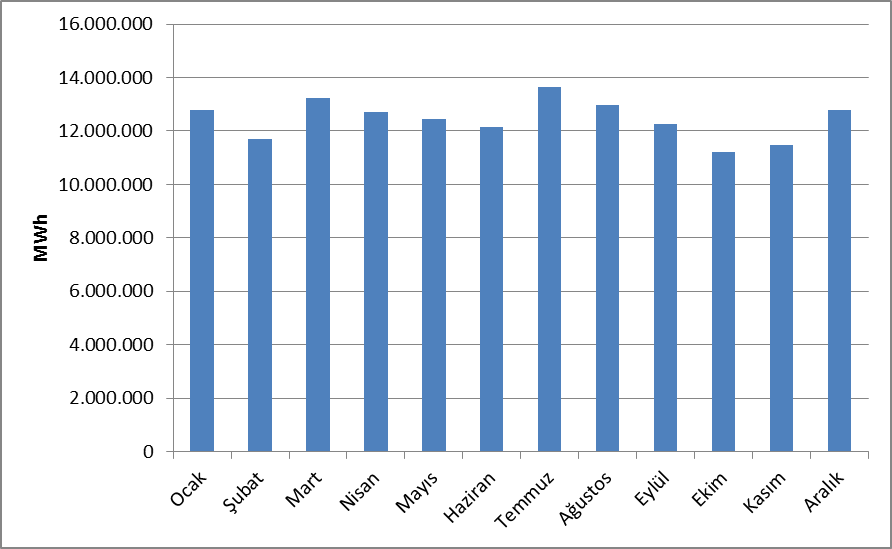 16.000.000
14.000.000
12.000.000
10.000.000
8.000.000
6.000.000
4.000.000
2.000.000
0
MWh
Ocak
Şubat
Mart
Nisan
Mayıs
Haziran
Temmuz
Ağustos
Eylül
Ekim
Kasım
Aralık